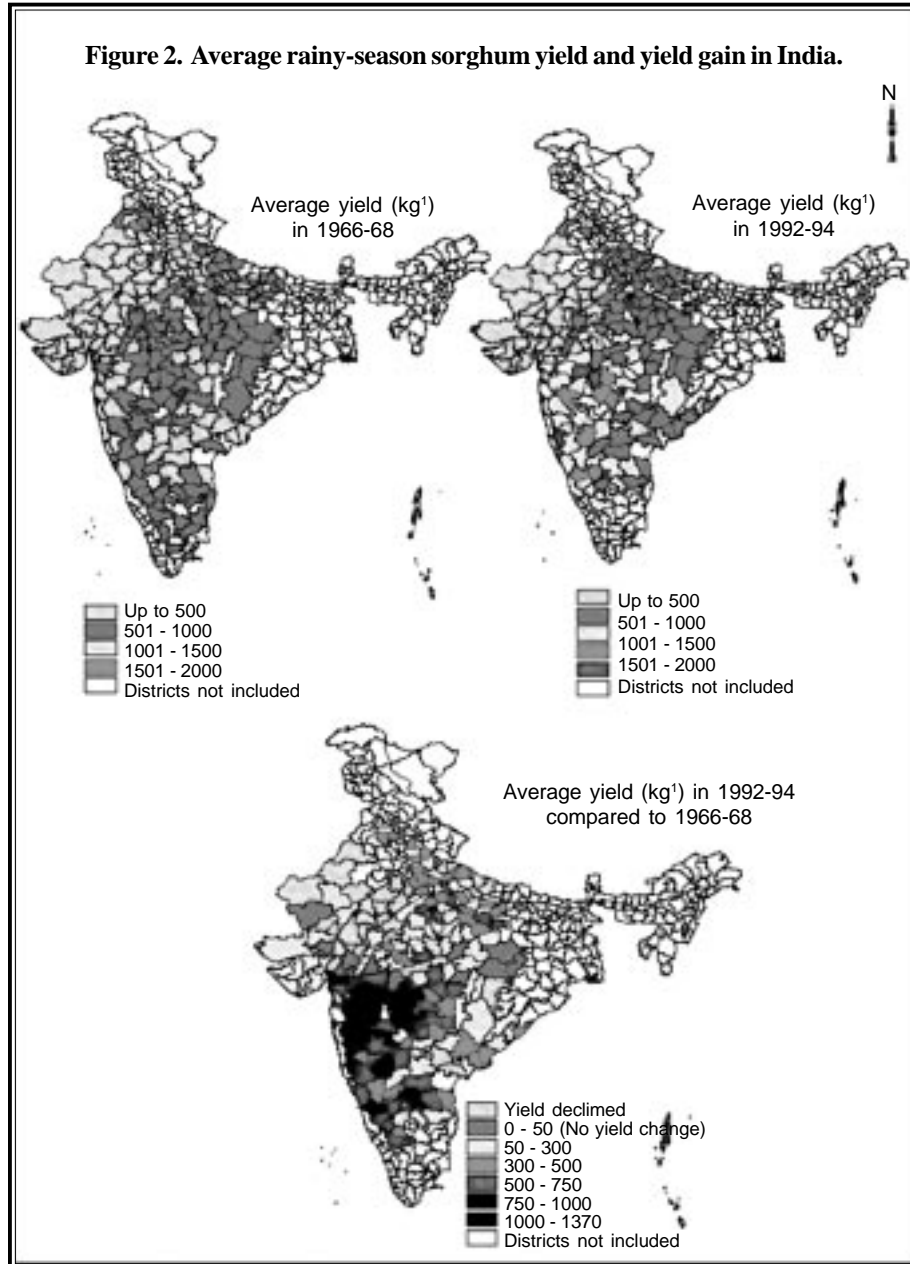 Figure 2. Average rainy-season sorghum yield and yield gain in India.
N
Average yield (kg¹)
in 1966-68
Average yield (kg¹)
in 1992-94
Up to 500
501 - 1000
1001 - 1500
1501 - 2000
Districts not included
Up to 500
501 - 1000
1001 - 1500
1501 - 2000
Districts not included
Average yield (kg¹) in 1992-94
compared to 1966-68
Yield declimed
0 - 50 (No yield change)
50 - 300
300 - 500
500 - 750
750 - 1000
1000 - 1370
Districts not included